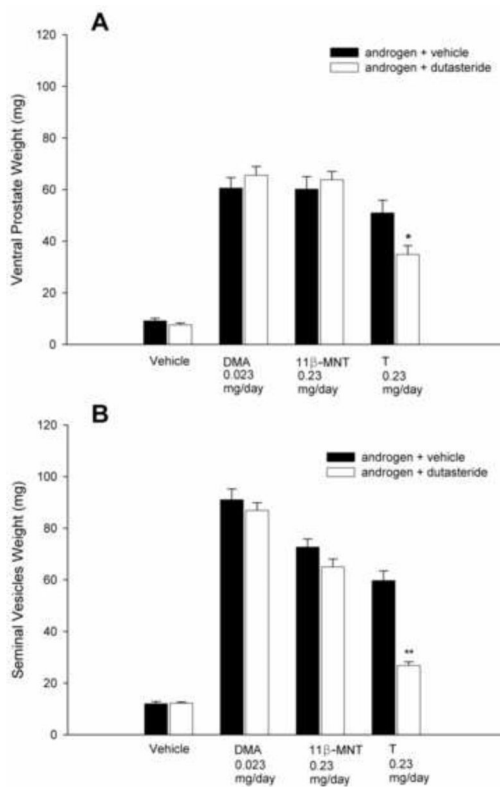 A
androgen + vehicle
androgen + dutasteride
Ventral Prostate Weight (mg)
120
100
80
60
40
20
0
*
Vehicle
DMA
0.023
mg/day
11β-MNT
0.23
mg/day
T
0.23
mg/day
B
androgen + vehicle
androgen + dutasteride
Seminal Vesicles Weight (mg)
120
100
80
60
40
20
0
**
Vehicle
DMA
0.023
mg/day
11β-MNT
0.23
mg/day
T
0.23
mg/day